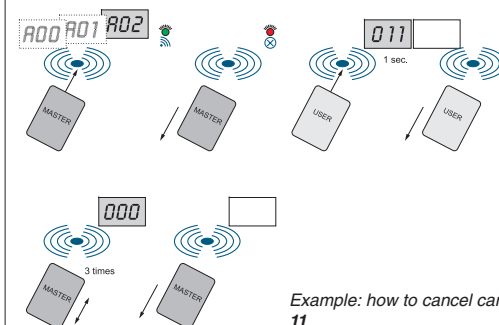 A00 A01 A02
011
1 sec.
MASTER
MASTER
USER
USER
000
3 times
MASTER
MASTER
Example: how to cancel car
11